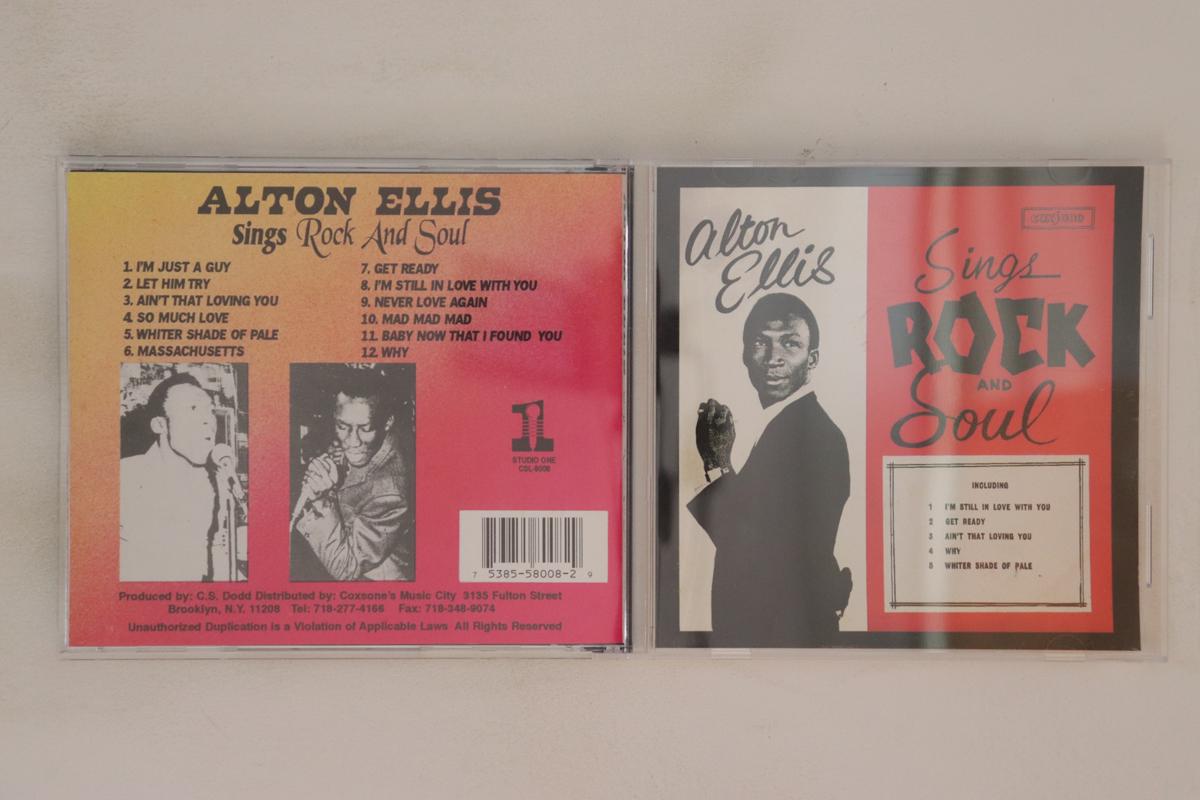 ALTON ELLIS
Sings Rock And Soul
1. I'M JUST A GUY
2. LET HIM TRY
3. AIN'T THAT LOVING YOU
4. SO MUCH LOVE
5. WHITER SHADE OF PALE
6. MASSACHUSETTS
7. GET READY
8. I'M STILL IN LOVE WITH YOU
9. NEVER LOVE AGAIN
10. MAD MAD MAD
11. BABY NOW THAT I FOUND YOU
12. WHY
1
STUDIO ONE
CSL-8008
7 5385-58008-2 9
Produced by: C.S. Dodd Distributed by: Coxsone's Music City 3135 Fulton Street
Brooklyn, N.Y. 11208 Tel: 718-277-4166 Fax: 718-348-9074
Unauthorized Duplication is a Violation of Applicable Laws All Rights Reserved
Alton
Ellis
coxsone
Sings
ROCK
AND
Soul
INCLUDING
1 I'M STILL IN LOVE WITH YOU
2 GET READY
3 AIN'T THAT LOVING YOU
4 WHY
5 WHITER SHADE OF PALE